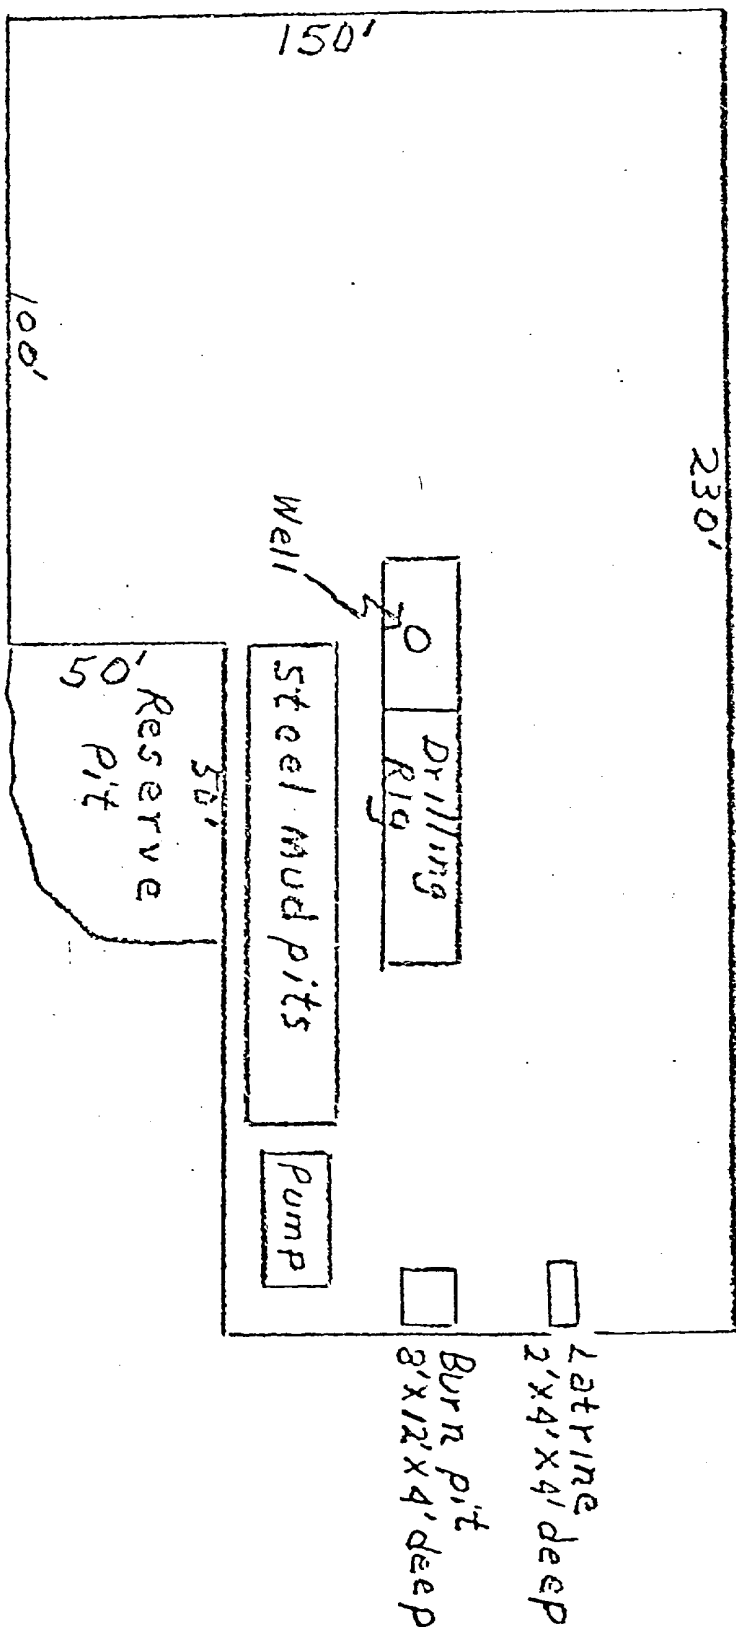 150'
230'
100'
Well
Drilling
Rig
50'
Reserve
Pit
50'
Steel mud pits
Pump
Latrine
2'x4'x4' deep
Burn pit
8'x12'x4' deep